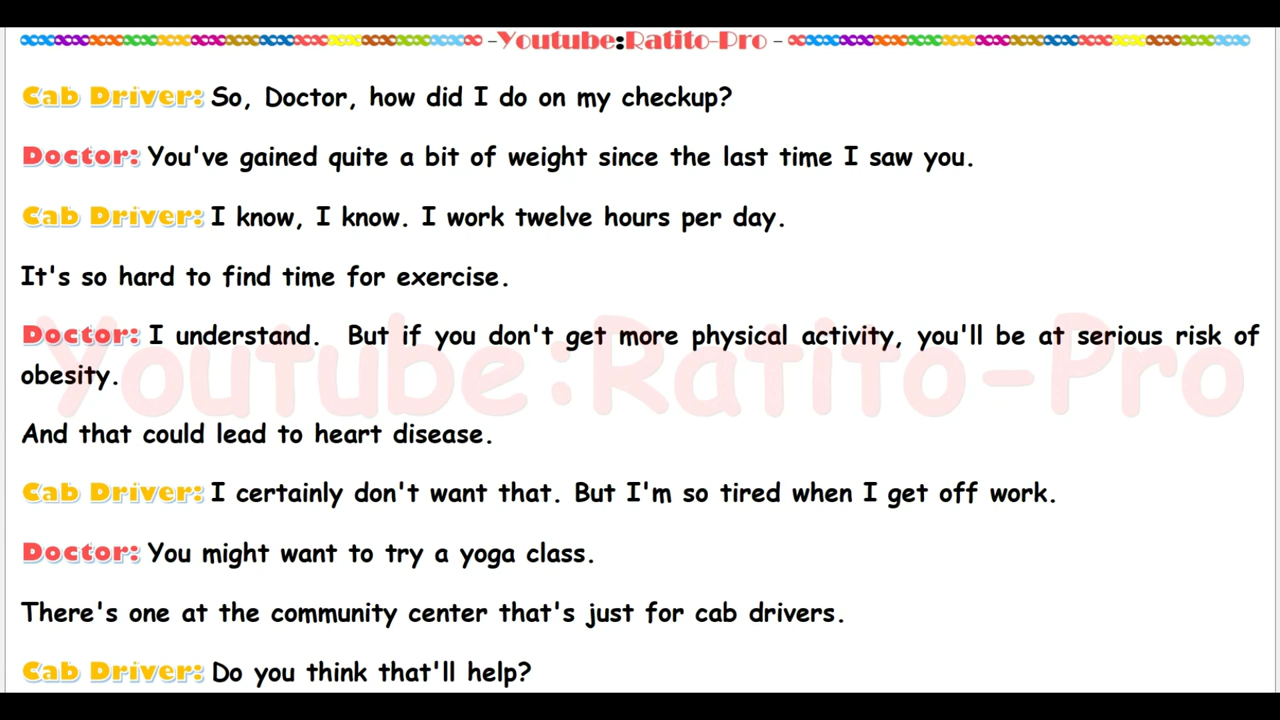 -Youtube:Ratito-Pro -
Cab Driver: So, Doctor, how did I do on my checkup?
Doctor: You've gained quite a bit of weight since the last time I saw you.
Cab Driver: I know, I know. I work twelve hours per day.
It's so hard to find time for exercise.
Doctor: I understand.  But if you don't get more physical activity, you'll be at serious risk of
obesity.
Youtube:Ratito-Pro
And that could lead to heart disease.
Cab Driver: I certainly don't want that. But I'm so tired when I get off work.
Doctor: You might want to try a yoga class.
There's one at the community center that's just for cab drivers.
Cab Driver: Do you think that'll help?